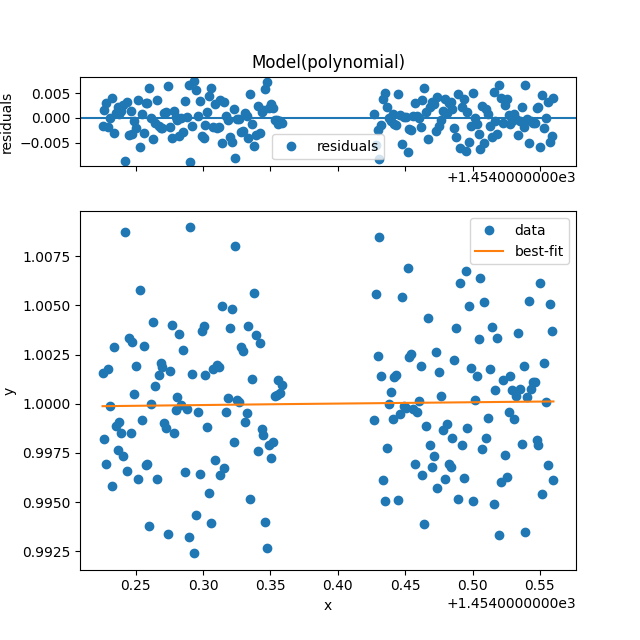 Model(polynomial)
residuals
0.005
0.000
−0.005
residuals
+1.4540000000e3
y
1.0075
1.0050
1.0025
1.0000
0.9975
0.9950
0.9925
data
best-fit
0.25 0.30 0.35 0.40 0.45 0.50 0.55
x
+1.4540000000e3